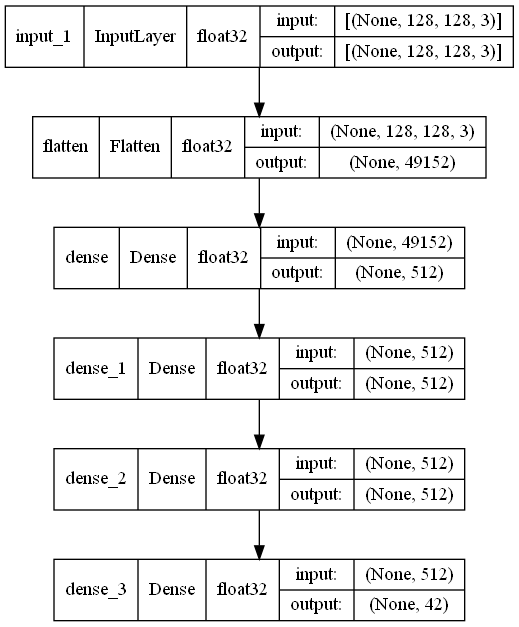 input_1 InputLayer float32 input: [(None, 128, 128, 3)]
output: [(None, 128, 128, 3)]
flatten Flatten float32 input: (None, 128, 128, 3)
output: (None, 49152)
dense Dense float32 input: (None, 49152)
output: (None, 512)
dense_1 Dense float32 input: (None, 512)
output: (None, 512)
dense_2 Dense float32 input: (None, 512)
output: (None, 512)
dense_3 Dense float32 input: (None, 512)
output: (None, 42)